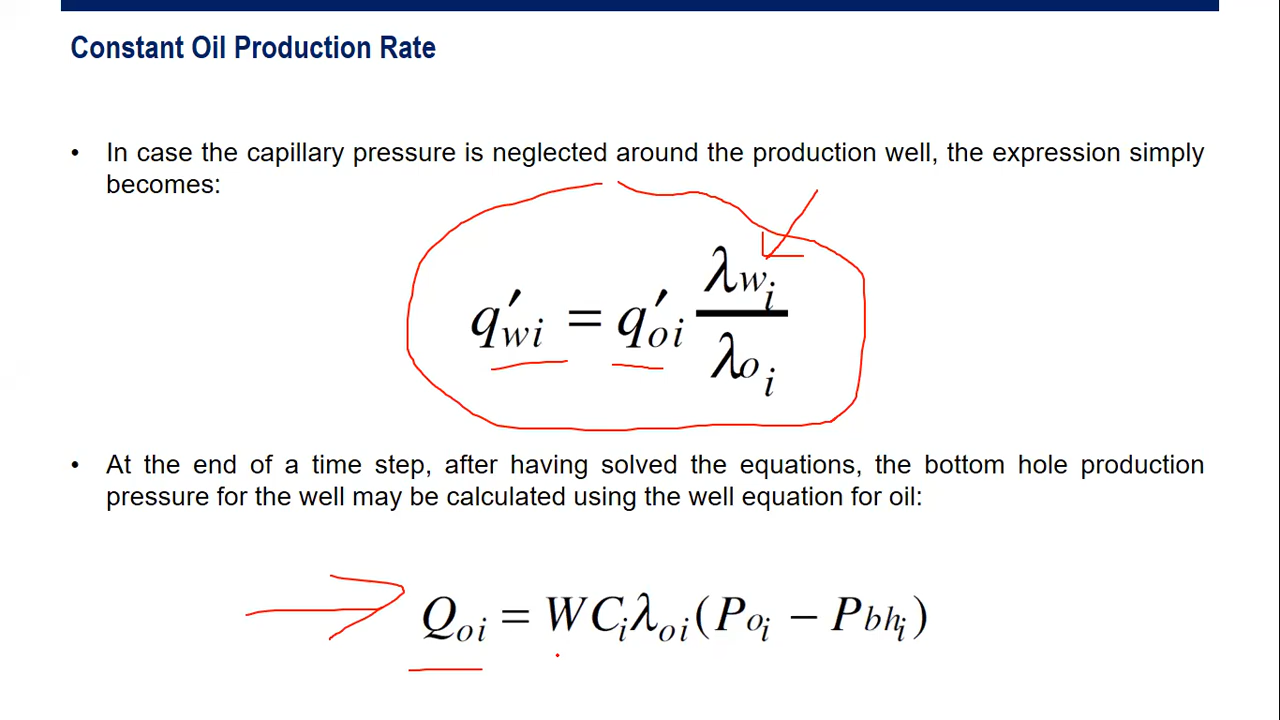 Constant Oil Production Rate
• In case the capillary pressure is neglected around the production well, the expression simply
becomes:
q′wi = q′oi λwi / λoi
• At the end of a time step, after having solved the equations, the bottom hole production
pressure for the well may be calculated using the well equation for oil:
Qoi = WCiλoi(Poi − Pbhi)